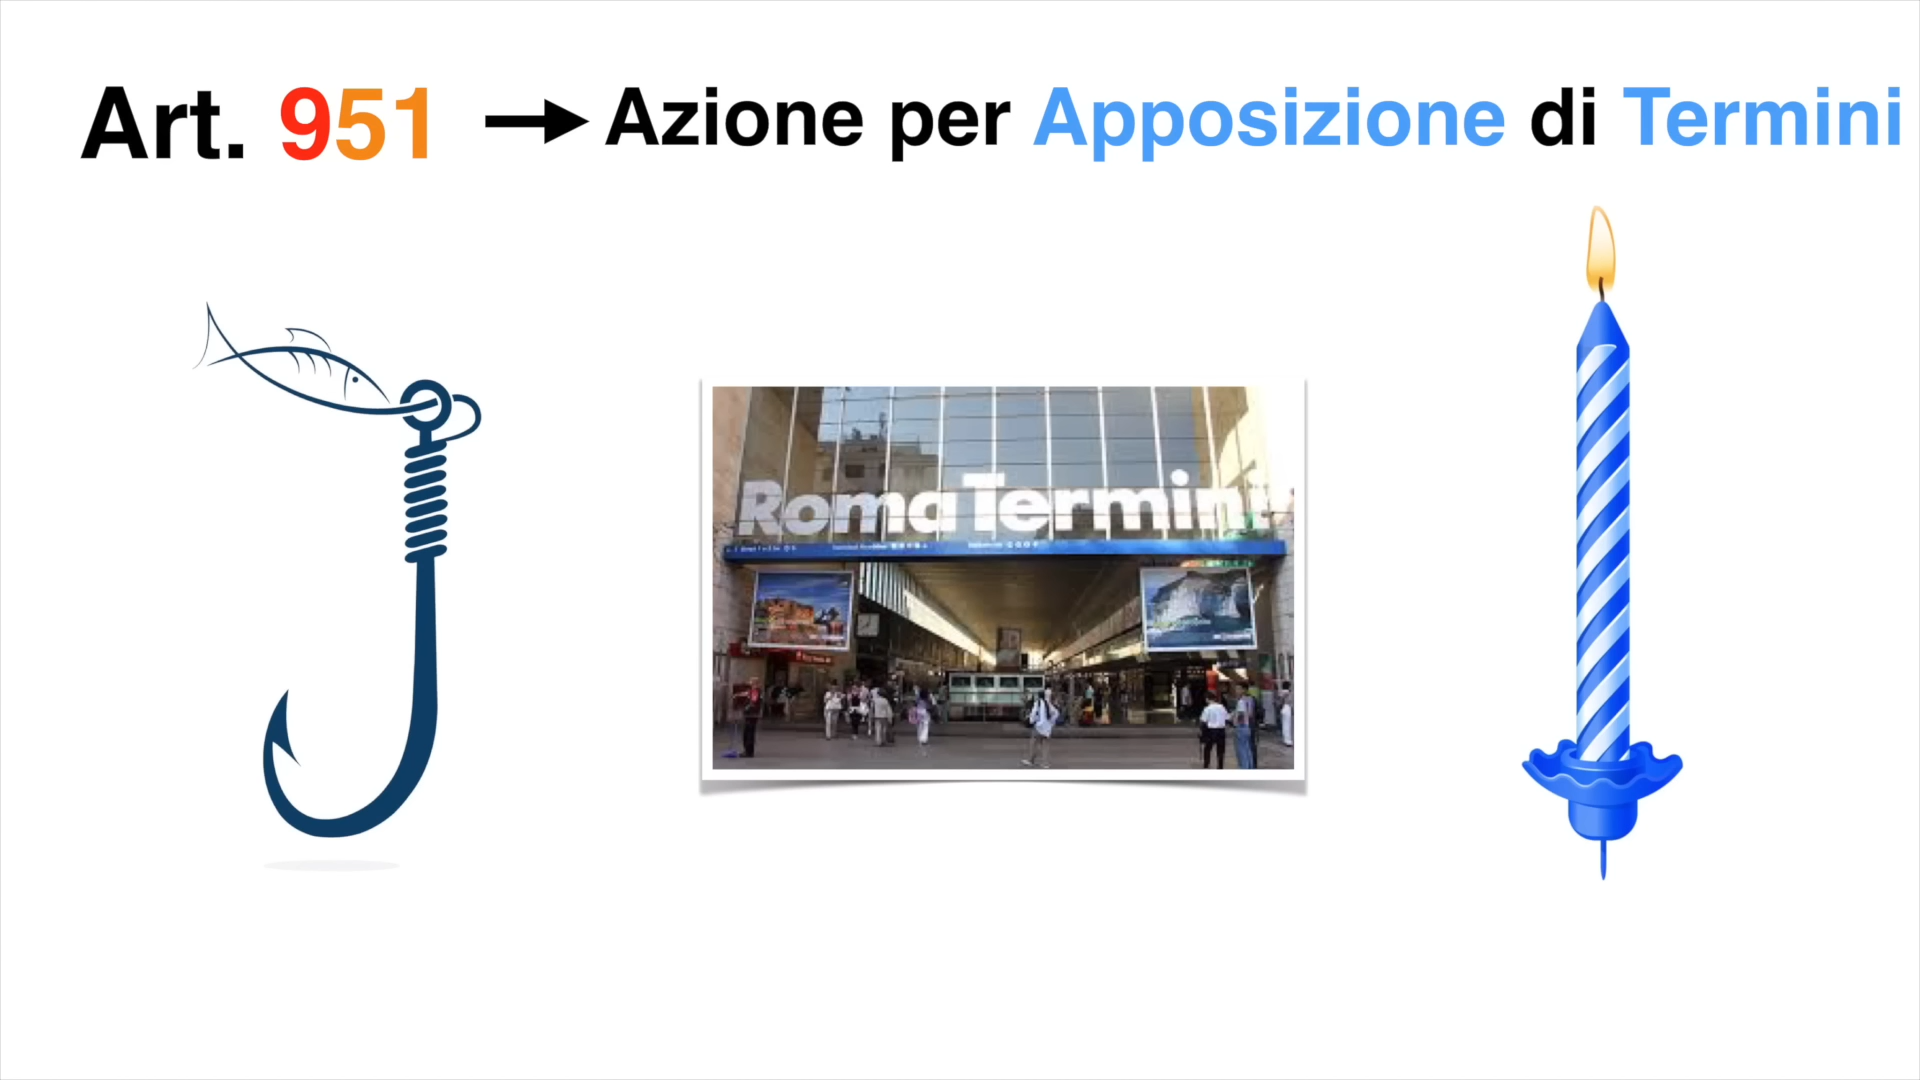 Art. 951 → Azione per Apposizione di Termini
Roma Termini